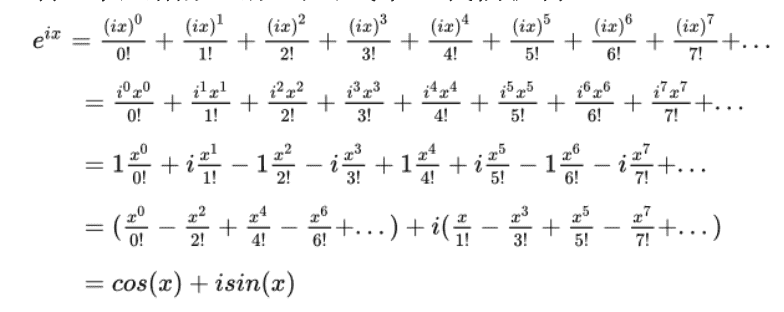 e^{ix} = \frac{(ix)^0}{0!} + \frac{(ix)^1}{1!} + \frac{(ix)^2}{2!} + \frac{(ix)^3}{3!} + \frac{(ix)^4}{4!} + \frac{(ix)^5}{5!} + \frac{(ix)^6}{6!} + \frac{(ix)^7}{7!} + \dots
= \frac{i^0x^0}{0!} + \frac{i^1x^1}{1!} + \frac{i^2x^2}{2!} + \frac{i^3x^3}{3!} + \frac{i^4x^4}{4!} + \frac{i^5x^5}{5!} + \frac{i^6x^6}{6!} + \frac{i^7x^7}{7!} + \dots
= 1\frac{x^0}{0!} + i\frac{x^1}{1!} - 1\frac{x^2}{2!} - i\frac{x^3}{3!} + 1\frac{x^4}{4!} + i\frac{x^5}{5!} - 1\frac{x^6}{6!} - i\frac{x^7}{7!} + \dots
= (\frac{x^0}{0!} - \frac{x^2}{2!} + \frac{x^4}{4!} - \frac{x^6}{6!} + \dots) + i(\frac{x}{1!} - \frac{x^3}{3!} + \frac{x^5}{5!} - \frac{x^7}{7!} + \dots)
= cos(x) + isin(x)